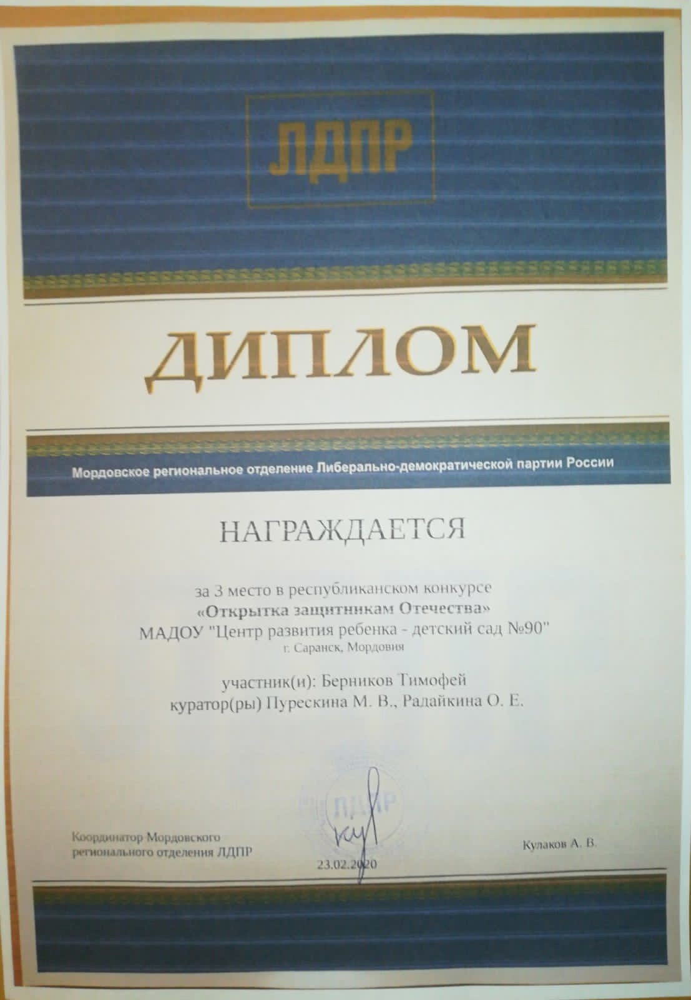 ЛДПР
ДИПЛОМ
Мордовское региональное отделение Либерально-демократической партии России
НАГРАЖДАЕТСЯ
за 3 место в республиканском конкурсе
«Открытка защитникам Отечества»
МАДОУ "Центр развития ребенка - детский сад №90"
г. Саранск, Мордовия
участник(и): Берников Тимофей
куратор(ры) Пурескина М. В., Радайкина О. Е.
ЛДПР
Координатор Мордовского
регионального отделения ЛДПР
Кулаков А. В.
23.02.2020